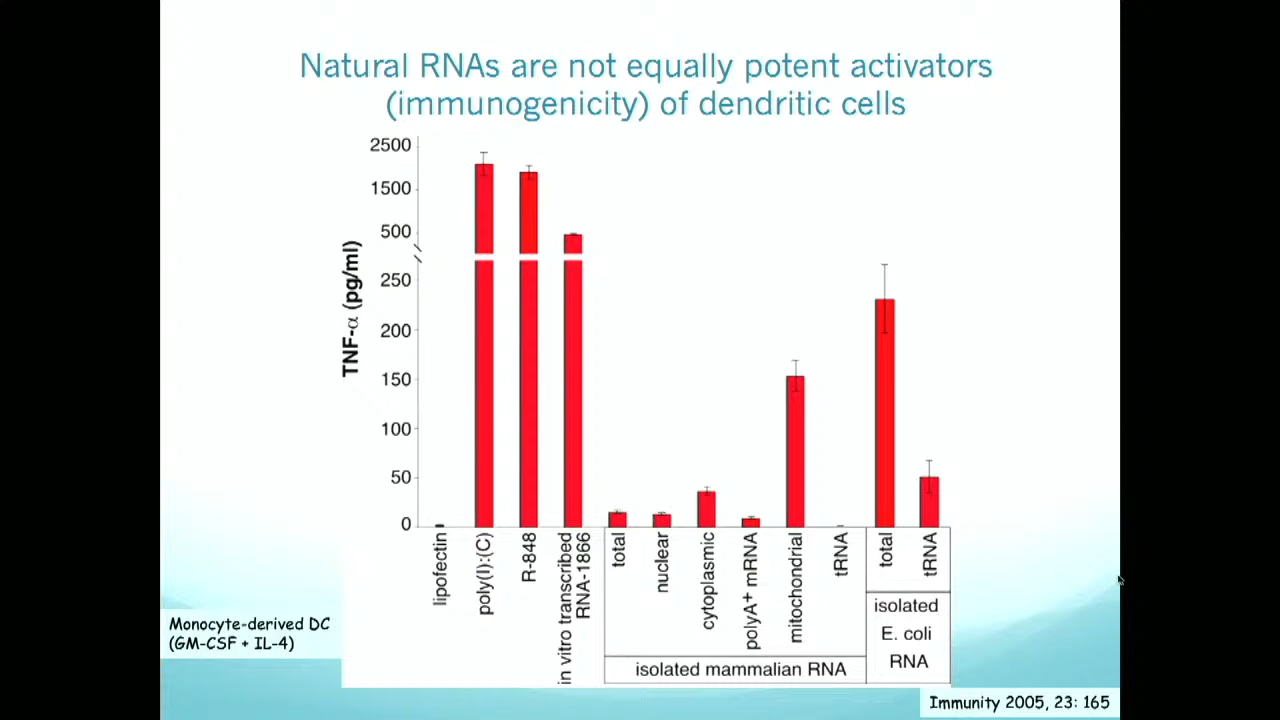 Natural RNAs are not equally potent activators
(immunogenicity) of dendritic cells
TNF-α (pg/ml)
2500
1500
500
250
200
150
100
50
0
lipofectin
poly(I):(C)
R-848
in vitro transcribed
RNA-1866
total
nuclear
cytoplasmic
polyA+ mRNA
mitochondrial
tRNA
total
tRNA
isolated mammalian RNA
isolated
E. coli
RNA
Monocyte-derived DC
(GM-CSF + IL-4)
Immunity 2005, 23: 165